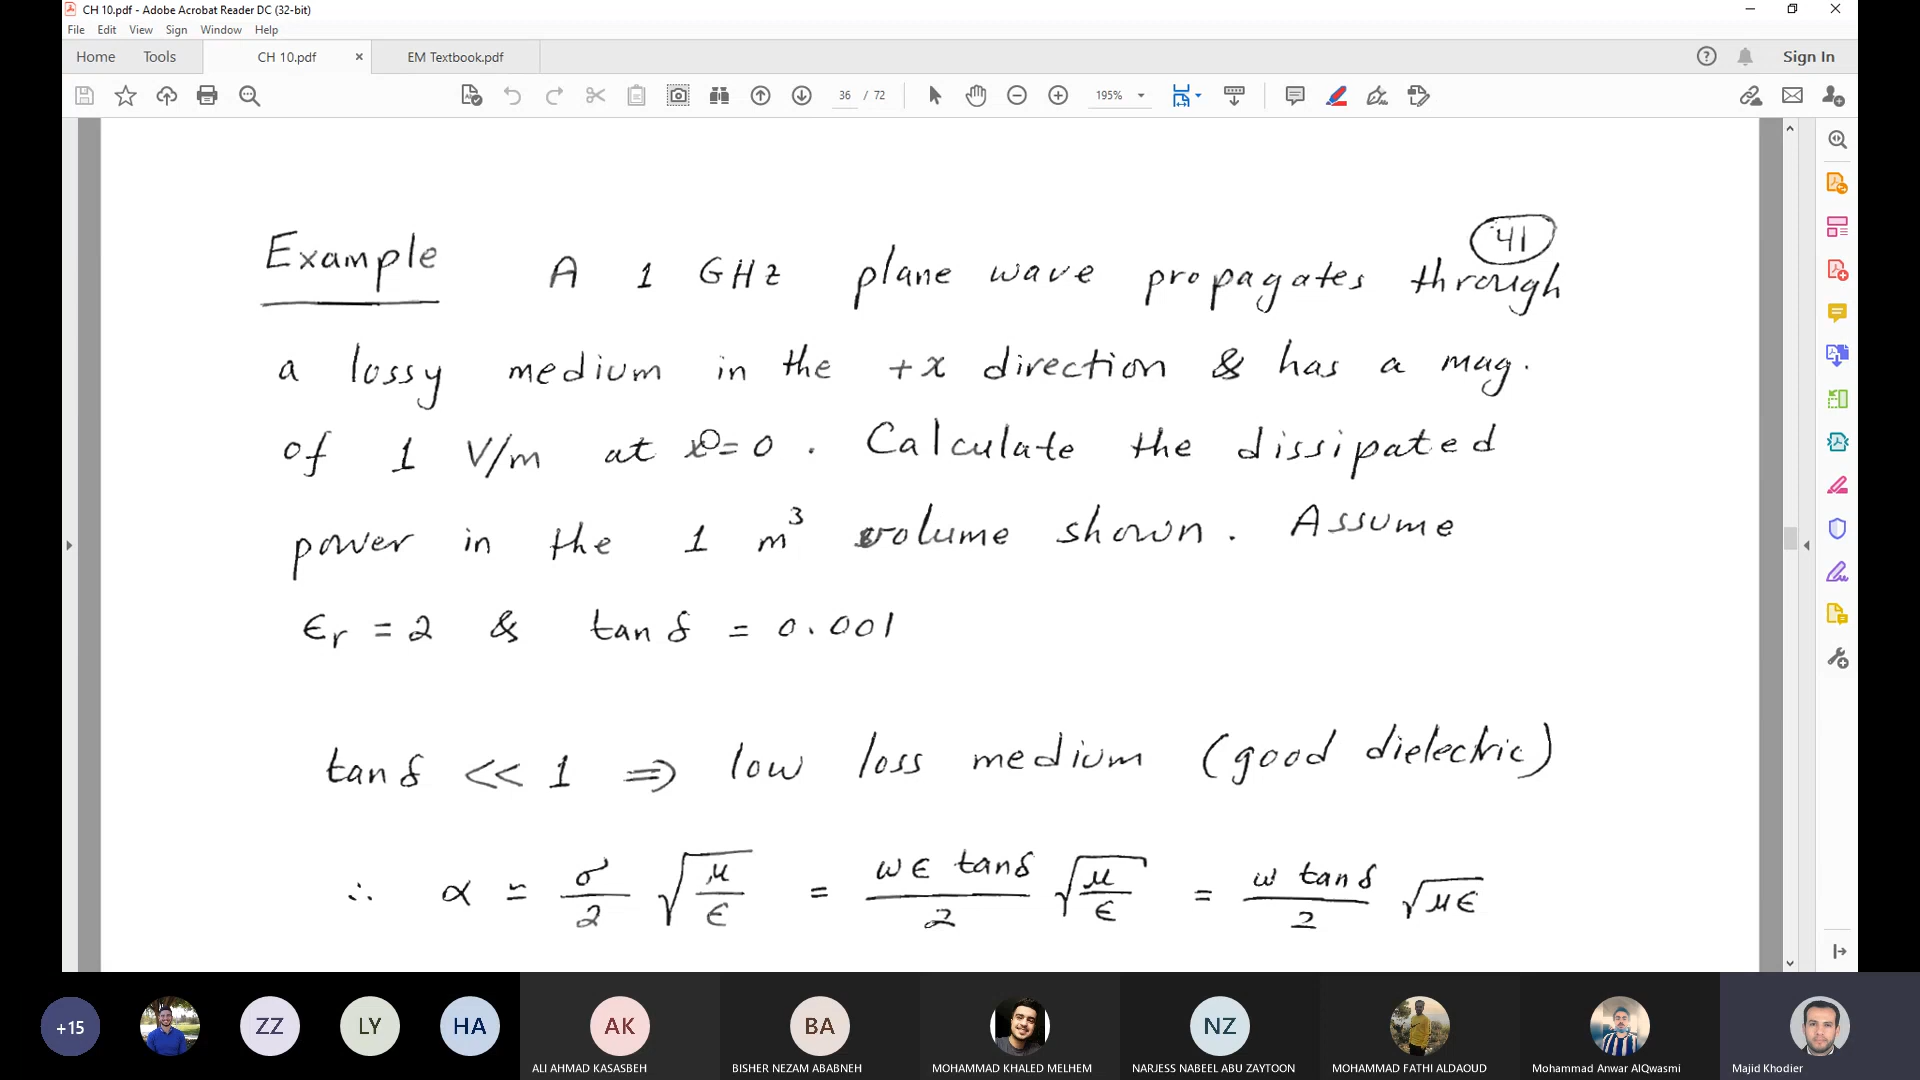 CH 10.pdf - Adobe Acrobat Reader DC (32-bit)
File Edit View Sign Window Help
Home Tools CH 10.pdf × EM Textbook.pdf Sign In
36 / 72 195%
41
Example A 1 GHz plane wave propagates through
a lossy medium in the +x direction & has a mag.
of 1 V/m at x=0. Calculate the dissipated
power in the 1 m³ volume shown. Assume
ϵr = 2 & tan δ = 0.001
tan δ << 1 ⇒ low loss medium (good dielectric)
∴ α ≃ σ/2 √(μ/ϵ) = ωϵ tan δ/2 √(μ/ϵ) = ω tan δ/2 √(μϵ)
+15 ZZ LY HA AK BA NZ
ALI AHMAD KASASBEH BISHER NEZAM ABABNEH MOHAMMAD KHALED MELHEM NARJESS NABEEL ABU ZAYTOON MOHAMMAD FATHI ALDAOUD Mohammad Anwar AlQwasmi Majid Khodier